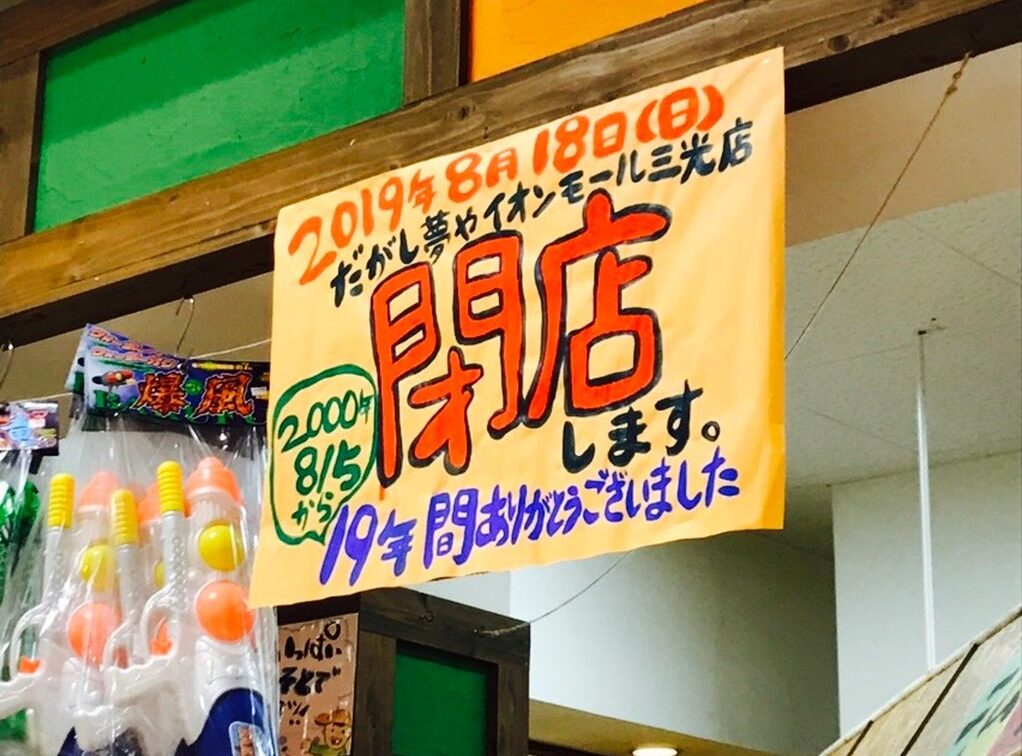 2019年8月18日(日)
だがし夢やイオンモール三光店
閉店
します。
2,000年
8/5
から
19年間ありがとうございました
爆風